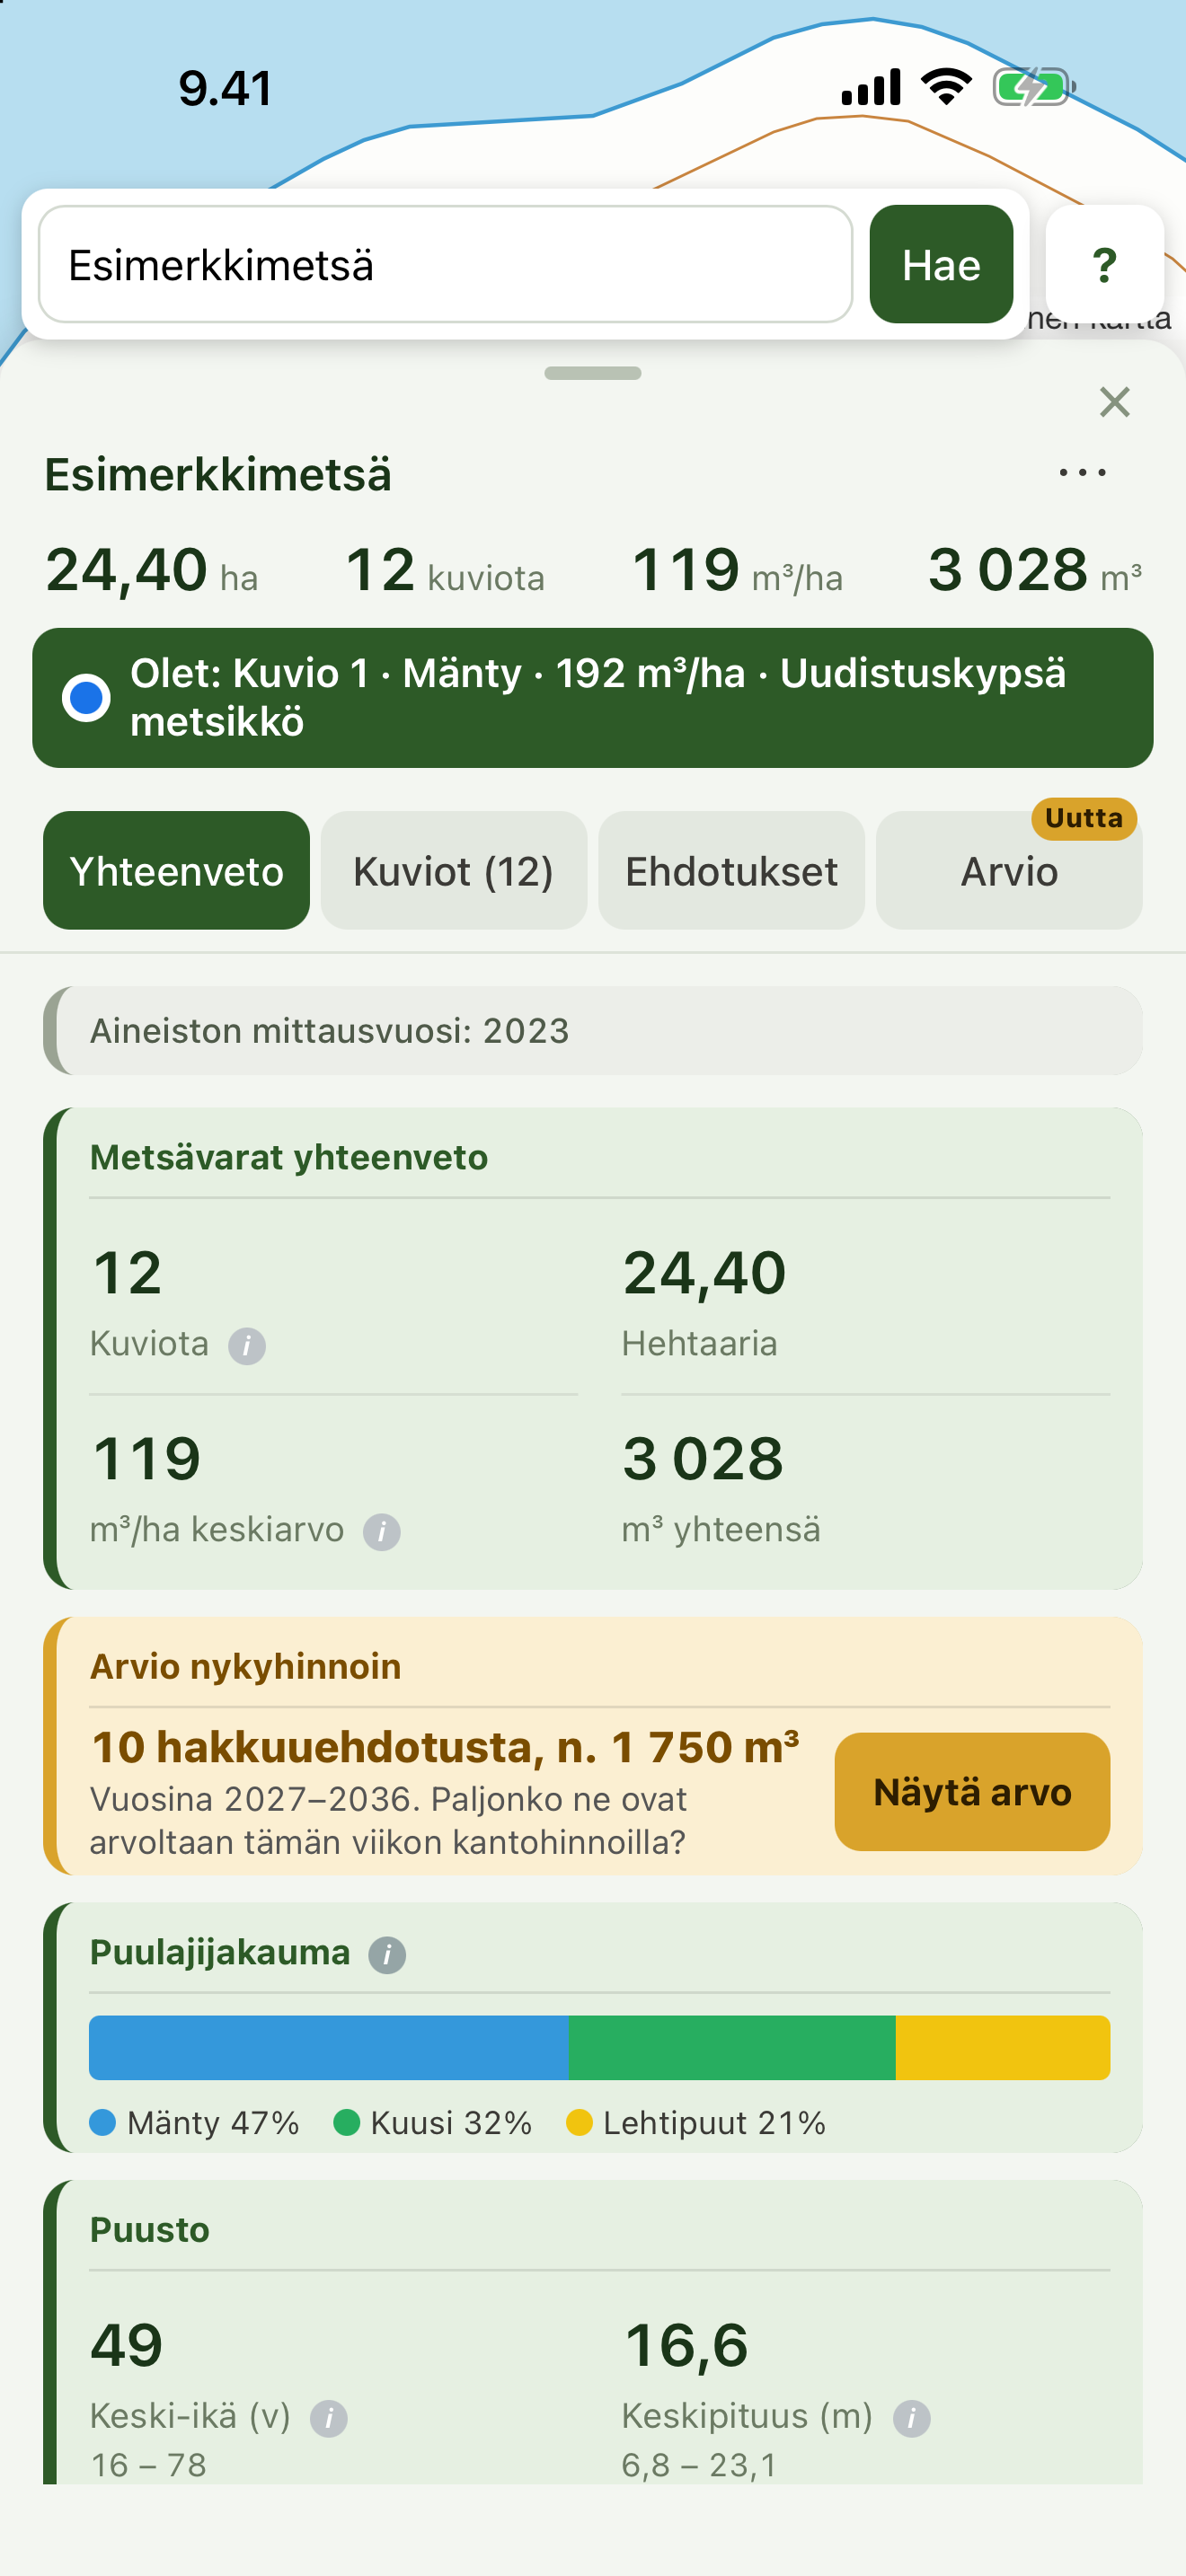 9.41
Esimerkkimetsä
Hae
?
Esimerkkimetsä
...
24,40 ha
12 kuviota
119 m³/ha
3 028 m³
Olet: Kuvio 1 · Mänty · 192 m³/ha · Uudistuskypsä
metsikkö
Yhteenveto
Kuviot (12)
Ehdotukset
Uutta
Arvio
Aineiston mittausvuosi: 2023
Metsävarat yhteenveto
12
24,40
Kuviota i
Hehtaaria
119
3 028
m³/ha keskiarvo i
m³ yhteensä
Arvio nykyhinnoin
10 hakkuuehdotusta, n. 1 750 m³
Vuosina 2027–2036. Paljonko ne ovat
arvoltaan tämän viikon kantohinnoilla?
Näytä arvo
Puulajijakauma i
Mänty 47% Kuusi 32% Lehtipuut 21%
Puusto
49
16,6
Keski-ikä (v) i
Keskipituus (m) i
16 – 78
6,8 – 23,1